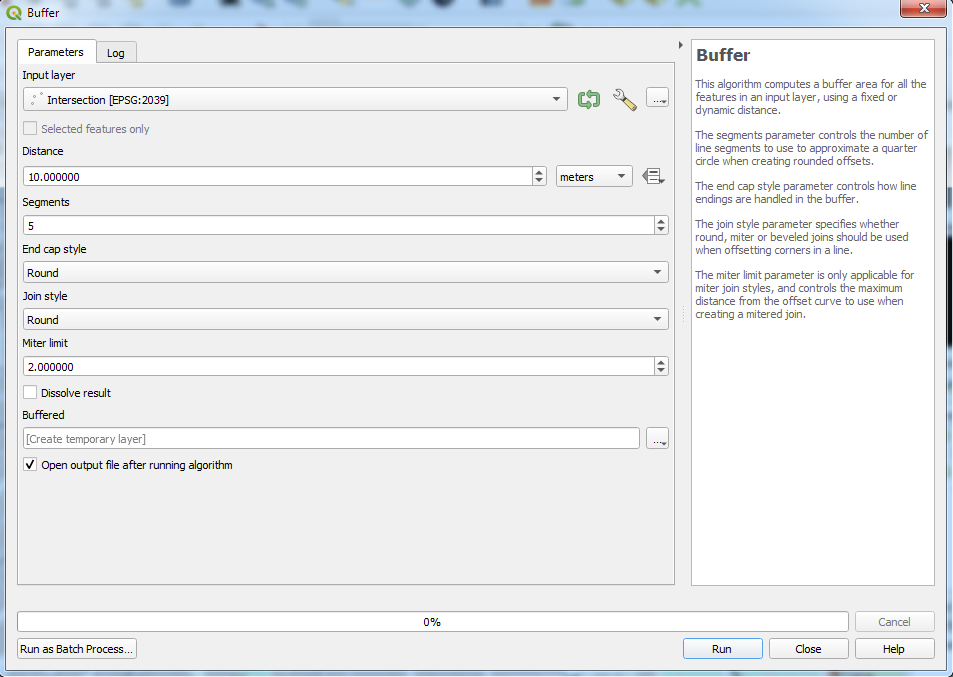 Buffer
Parameters
Log
Input layer
Intersection [EPSG:2039]
...
Selected features only
Distance
10.000000
meters
Segments
5
End cap style
Round
Join style
Round
Miter limit
2.000000
Dissolve result
Buffered
[Create temporary layer]
...
Open output file after running algorithm
Buffer
This algorithm computes a buffer area for all the
features in an input layer, using a fixed or
dynamic distance.
The segments parameter controls the number of
line segments to use to approximate a quarter
circle when creating rounded offsets.
The end cap style parameter controls how line
endings are handled in the buffer.
The join style parameter specifies whether
round, miter or beveled joins should be used
when offsetting corners in a line.
The miter limit parameter is only applicable for
miter join styles, and controls the maximum
distance from the offset curve to use when
creating a mitered join.
0%
Cancel
Run as Batch Process...
Run
Close
Help